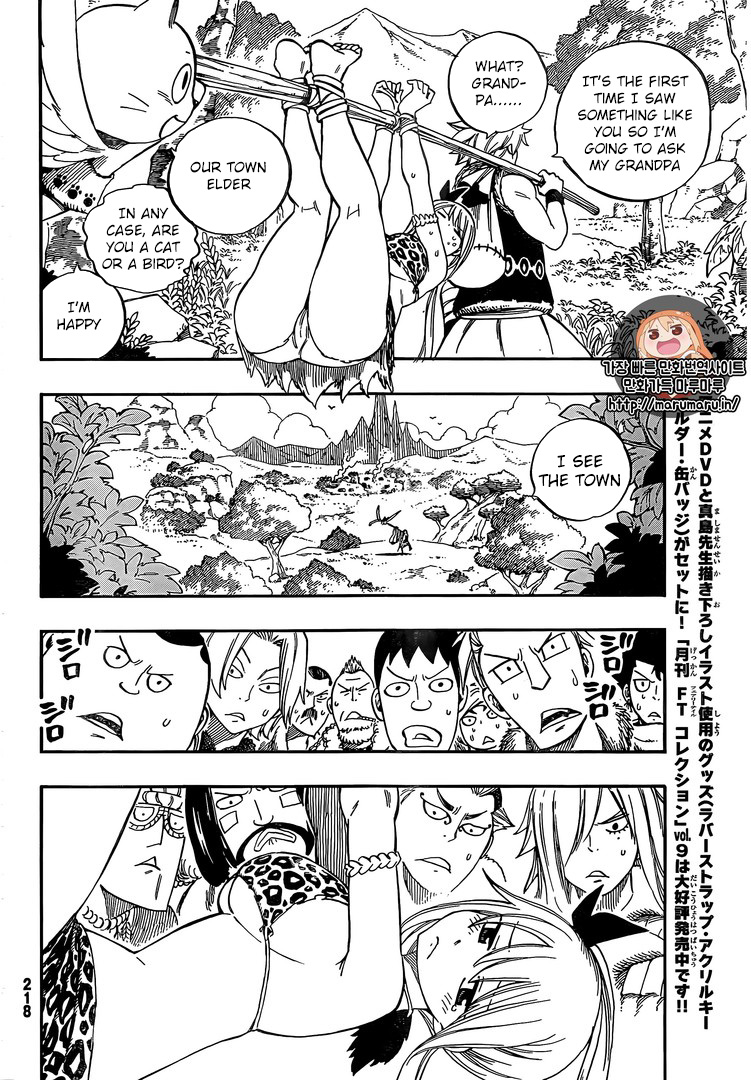 IT'S THE FIRST
TIME I SAW
SOMETHING LIKE
YOU SO I'M
GOING TO ASK
MY GRANDPA
WHAT?
GRAND-
PA......
OUR TOWN
ELDER
IN ANY
CASE, ARE
YOU A CAT
OR A BIRD?
I'M
HAPPY
가장 빠른 만화번역사이트
만화가득 마루마루
http://marumaru.in/
I SEE
THE TOWN
ジロ
ジロ
ジロ
ジロ
ニメDVDと真島先生描き下ろしイラスト使用のグッズ(ラバーストラップ・アクリルキー
ルダー・缶バッジ)がセットに!「月刊 FT コレクション」vol.9は大好評発売中です!!
218